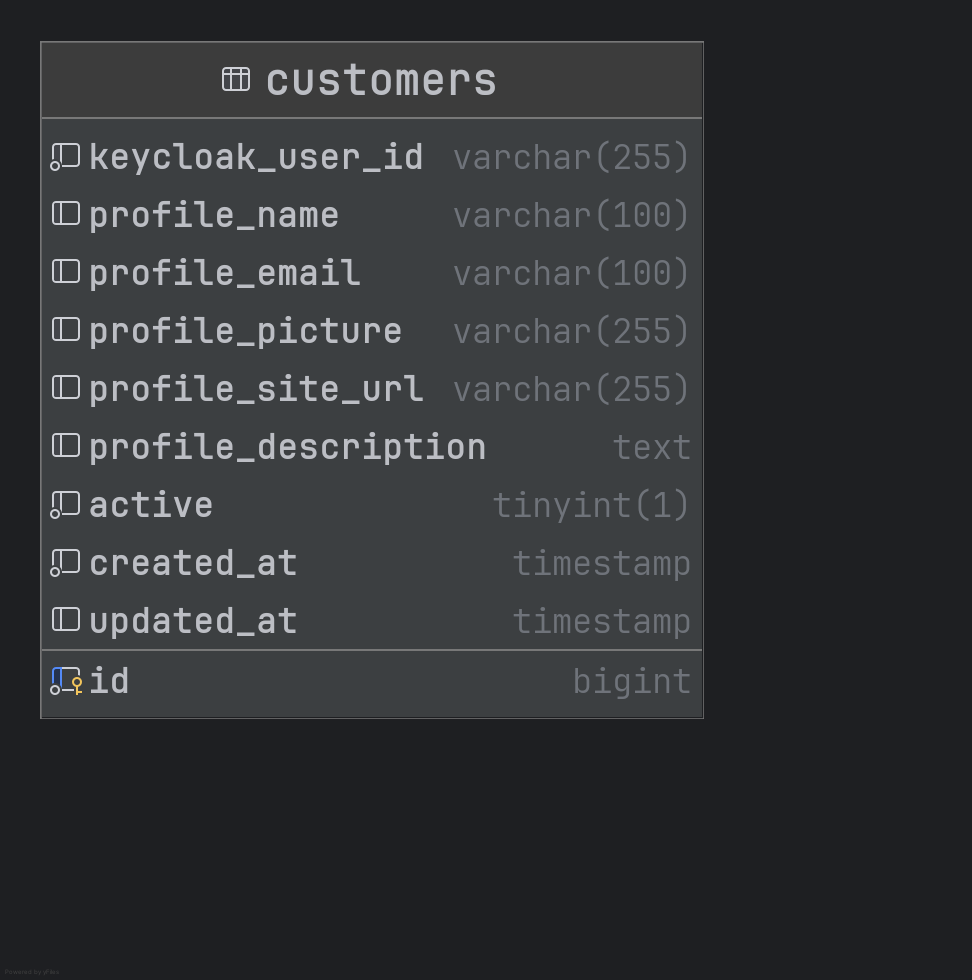 customers
keycloak_user_id varchar(255)
profile_name varchar(100)
profile_email varchar(100)
profile_picture varchar(255)
profile_site_url varchar(255)
profile_description text
active tinyint(1)
created_at timestamp
updated_at timestamp
id bigint
Powered by yFiles